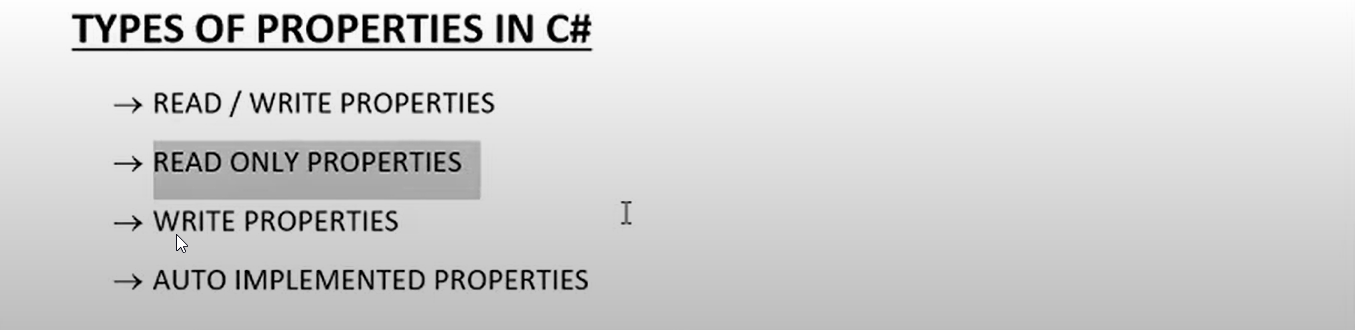 TYPES OF PROPERTIES IN C#
→ READ / WRITE PROPERTIES
→ READ ONLY PROPERTIES
→ WRITE PROPERTIES
→ AUTO IMPLEMENTED PROPERTIES